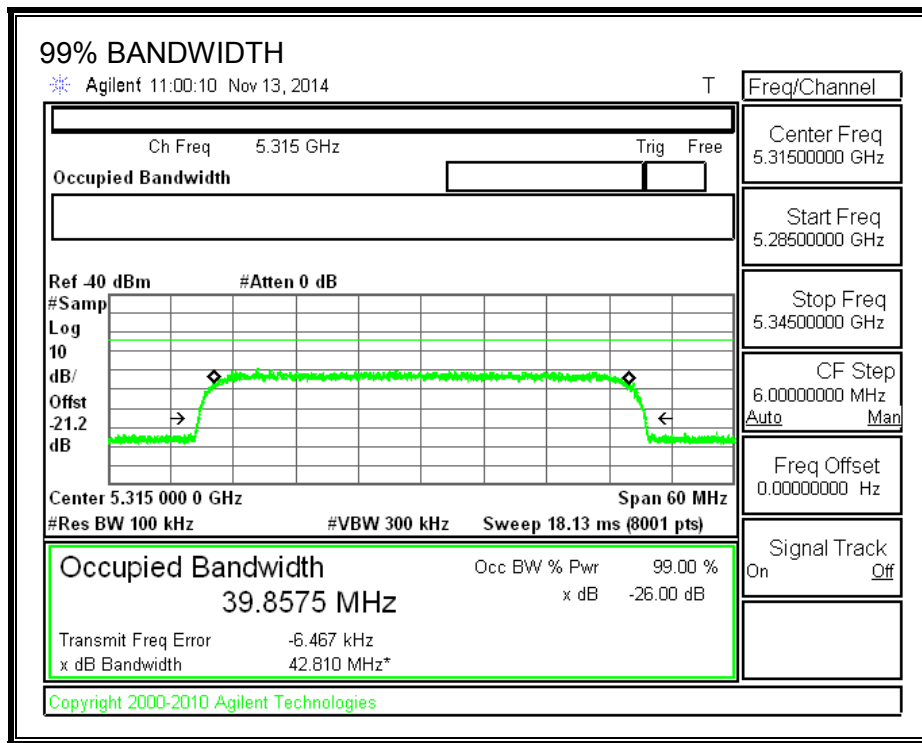 99% BANDWIDTH
Agilent 11:00:10 Nov 13, 2014 T
Freq/Channel
Ch Freq 5.315 GHz Trig Free
Occupied Bandwidth
Center Freq
5.31500000 GHz
Start Freq
5.28500000 GHz
Stop Freq
5.34500000 GHz
CF Step
6.00000000 MHz
Auto Man
Freq Offset
0.00000000 Hz
Signal Track
On Off
Ref -40 dBm #Atten 0 dB
#Samp
Log
10
dB/
Offst
-21.2
dB
Center 5.315 000 0 GHz Span 60 MHz
#Res BW 100 kHz #VBW 300 kHz Sweep 18.13 ms (8001 pts)
Occupied Bandwidth Occ BW % Pwr 99.00 %
39.8575 MHz x dB -26.00 dB
Transmit Freq Error -6.467 kHz
x dB Bandwidth 42.810 MHz*
Copyright 2000-2010 Agilent Technologies